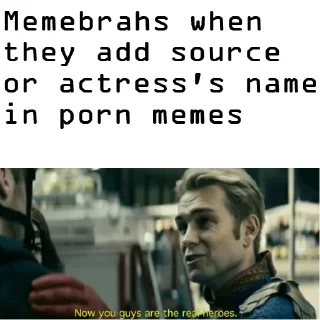 Memebrahs when
they add source
or actress's name
in porn memes
Now you guys are the real heroes.